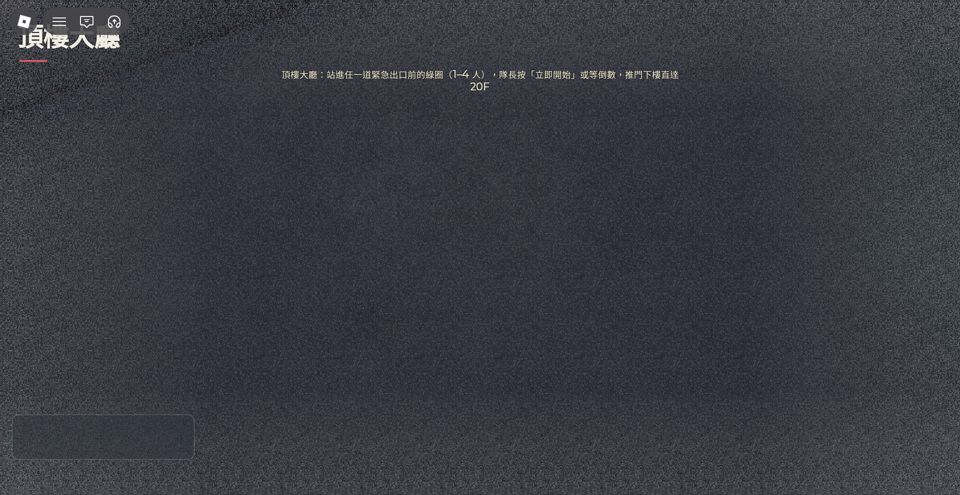 頂樓大廳
頂樓大廳：站進任一道緊急出口前的綠圈（1–4 人），隊長按「立即開始」或等倒數，推門下樓直達
20F